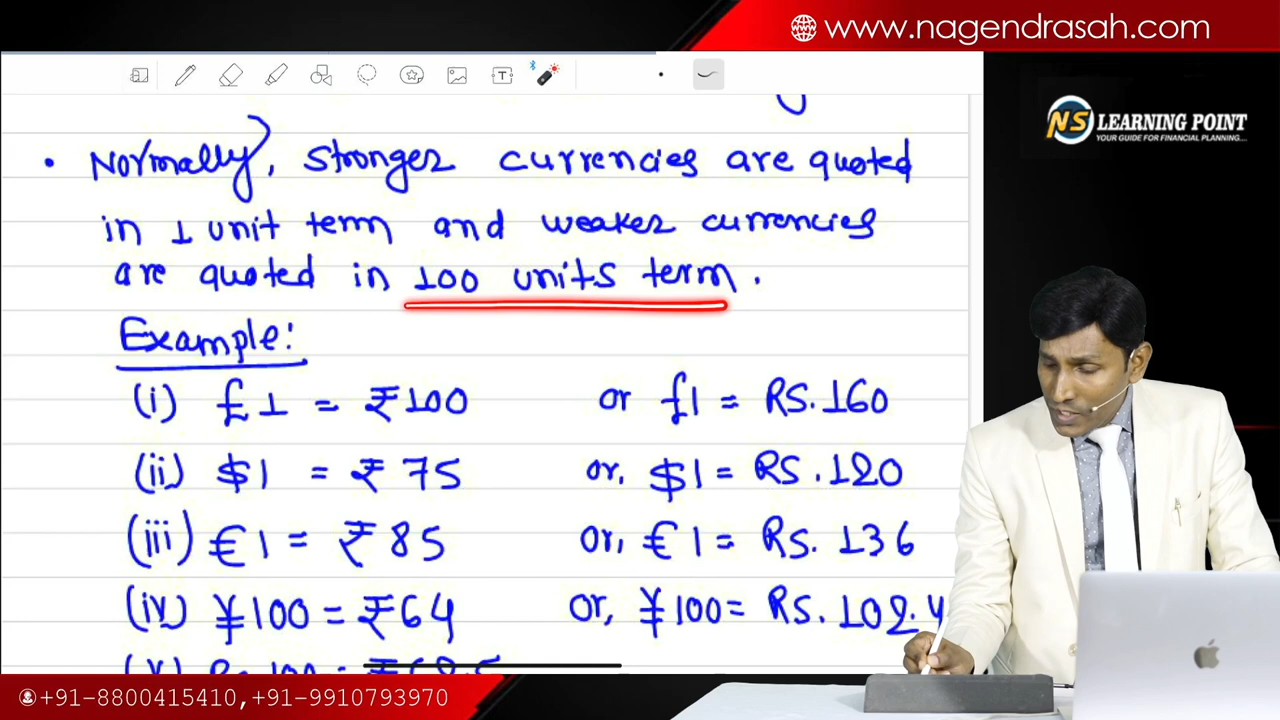 www.nagendrasah.com
NS LEARNING POINT
YOUR GUIDE FOR FINANCIAL PLANNING....
• Normally, stronger currencies are quoted
in 1 unit term and weaker currencies
are quoted in 100 units term.
Example:
(i) £1 = ₹100 or £1 = RS.160
(ii) $1 = ₹75 or, $1 = RS.120
(iii) €1 = ₹85 or, €1 = RS.136
(iv) ¥100 = ₹64 or, ¥100 = RS.102.4
+91-8800415410,+91-9910793970